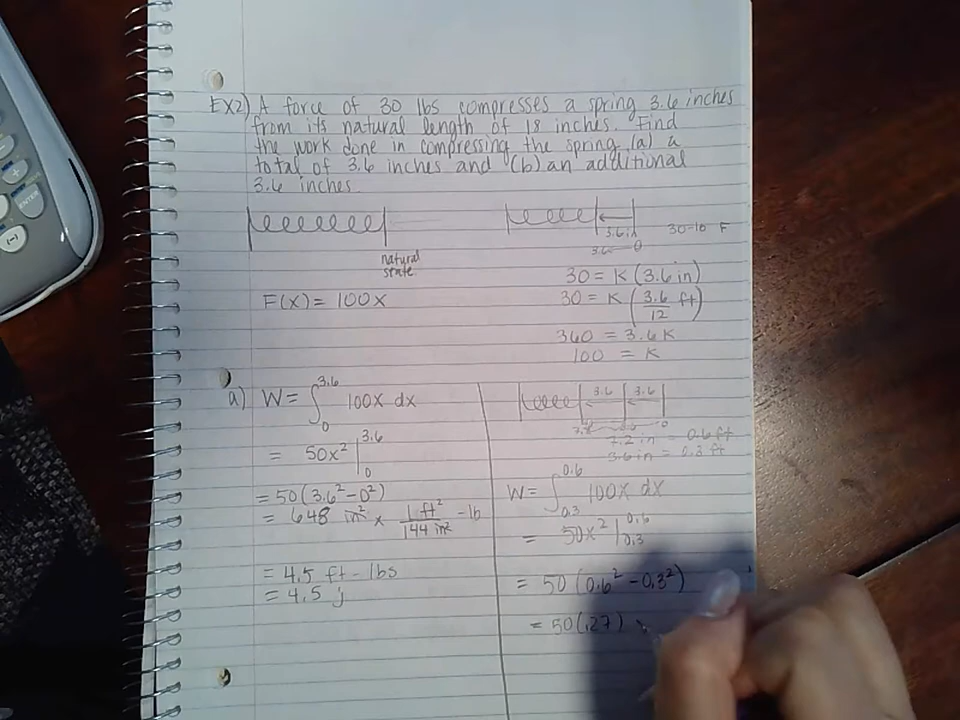 EX2) A force of 30 lbs compresses a spring 3.6 inches
from its natural length of 18 inches. Find
the work done in compressing the spring (a) a
total of 3.6 inches and (b) an additional
3.6 inches.
natural
state
3.6 in
3.6 0
F(x) = 100x
30 = K (3.6 in)
30 = K (3.6/12 ft)
360 = 3.6 K
100 = K
a) W = ∫₀^3.6 100x dx
= 50x² |₀^3.6
= 50(3.6² - 0²)
= 648 in² × 1 ft²/144 in² - lb
= 4.5 ft - lbs
= 4.5 j
3.6 3.6
7.2 in = 0.6 ft
3.6 in = 0.3 ft
W = ∫_0.3^0.6 100x dx
= 50x² |_0.3^0.6
= 50 (0.6² - 0.3²)
= 50(.27)
ENTER
(-)
+